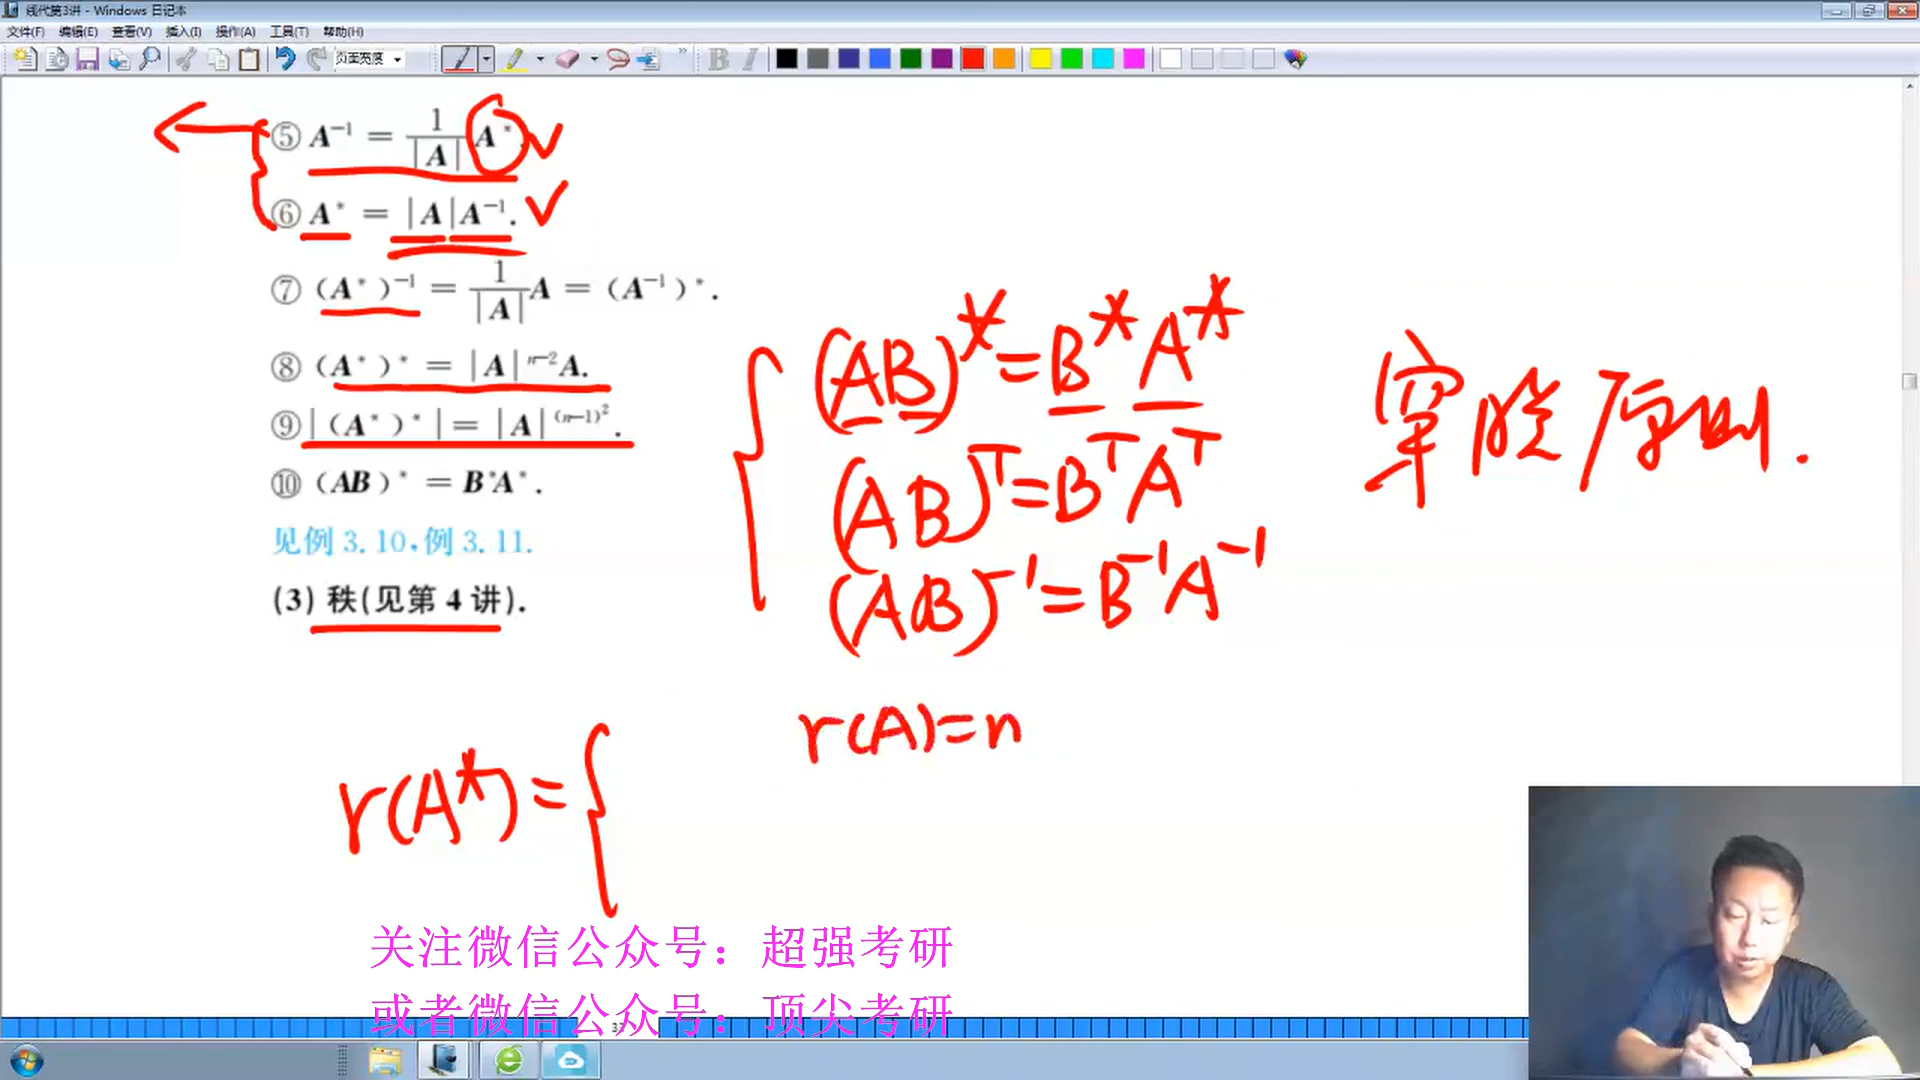 线代第3讲 - Windows 日记本
文件(F) 编辑(E) 查看(V) 插入(I) 操作(A) 工具(T) 帮助(H)
页面宽度
⑤ A⁻¹ = 1/|A| A*.
⑥ A* = |A|A⁻¹.
⑦ (A*)⁻¹ = 1/|A| A = (A⁻¹)*.
⑧ (A*)* = |A|ⁿ⁻²A.
⑨ |(A*)*| = |A|^(n-1)².
⑩ (AB)* = B*A*.
见例 3.10,例 3.11.
(3) 秩(见第 4 讲).
(AB)* = B*A*
(AB)ᵀ = BᵀAᵀ
(AB)⁻¹ = B⁻¹A⁻¹
穿脱原则.
r(A*) = {
r(A)=n
关注微信公众号：超强考研
或者微信公众号：顶尖考研